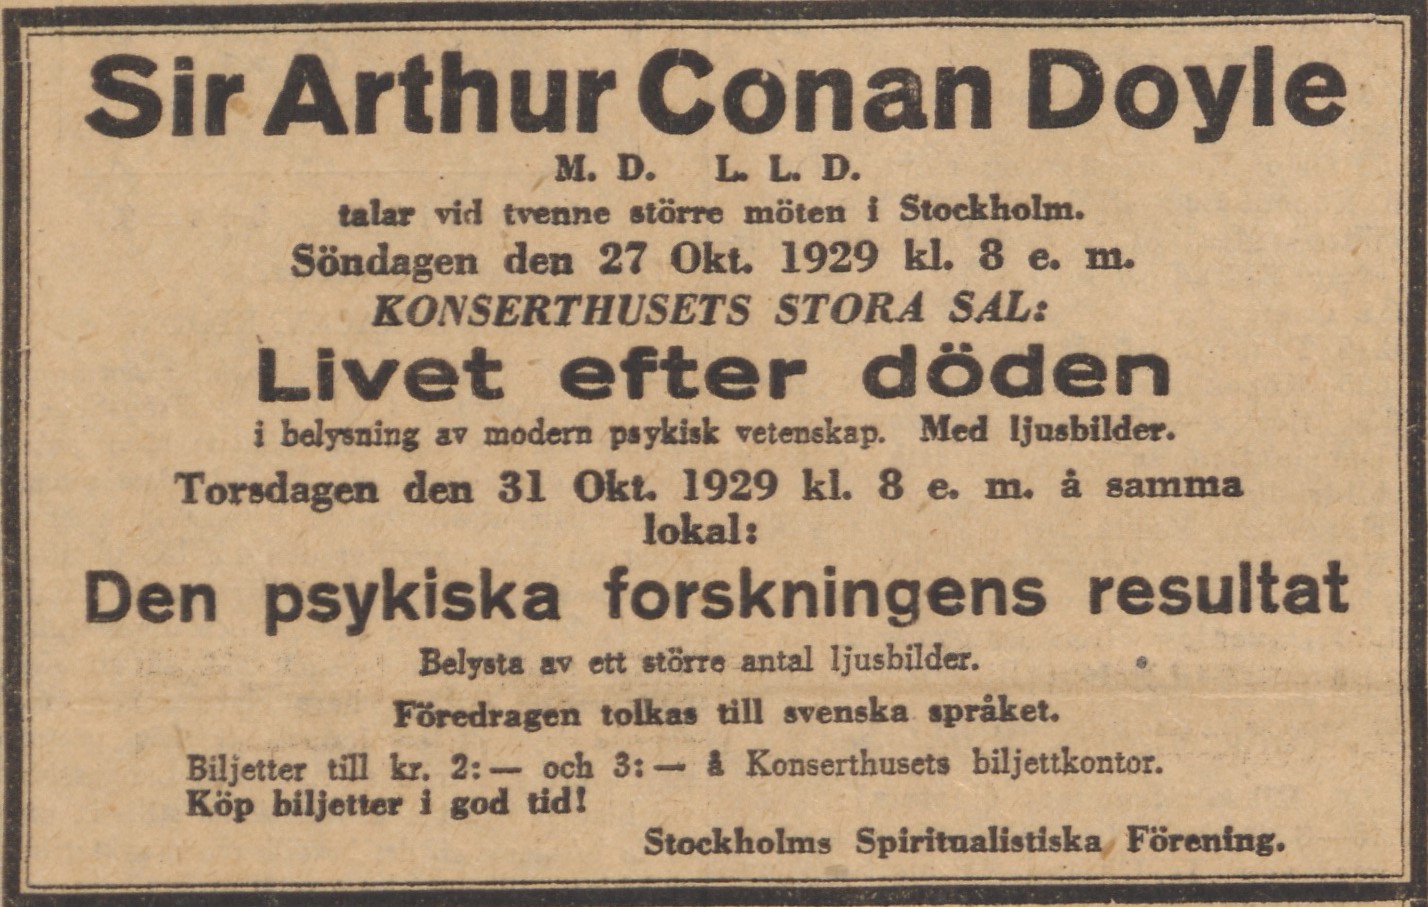 Sir Arthur Conan Doyle
M. D. L. L. D.
talar vid tvenne större möten i Stockholm.
Söndagen den 27 Okt. 1929 kl. 8 e. m.
KONSERTHUSETS STORA SAL:
Livet efter döden
i belysning av modern psykisk vetenskap. Med ljusbilder.
Torsdagen den 31 Okt. 1929 kl. 8 e. m. å samma
lokal:
Den psykiska forskningens resultat
Belysta av ett större antal ljusbilder.
Föredragen tolkas till svenska språket.
Biljetter till kr. 2:— och 3:— å Konserthusets biljettkontor.
Köp biljetter i god tid!
Stockholms Spiritualistiska Förening.